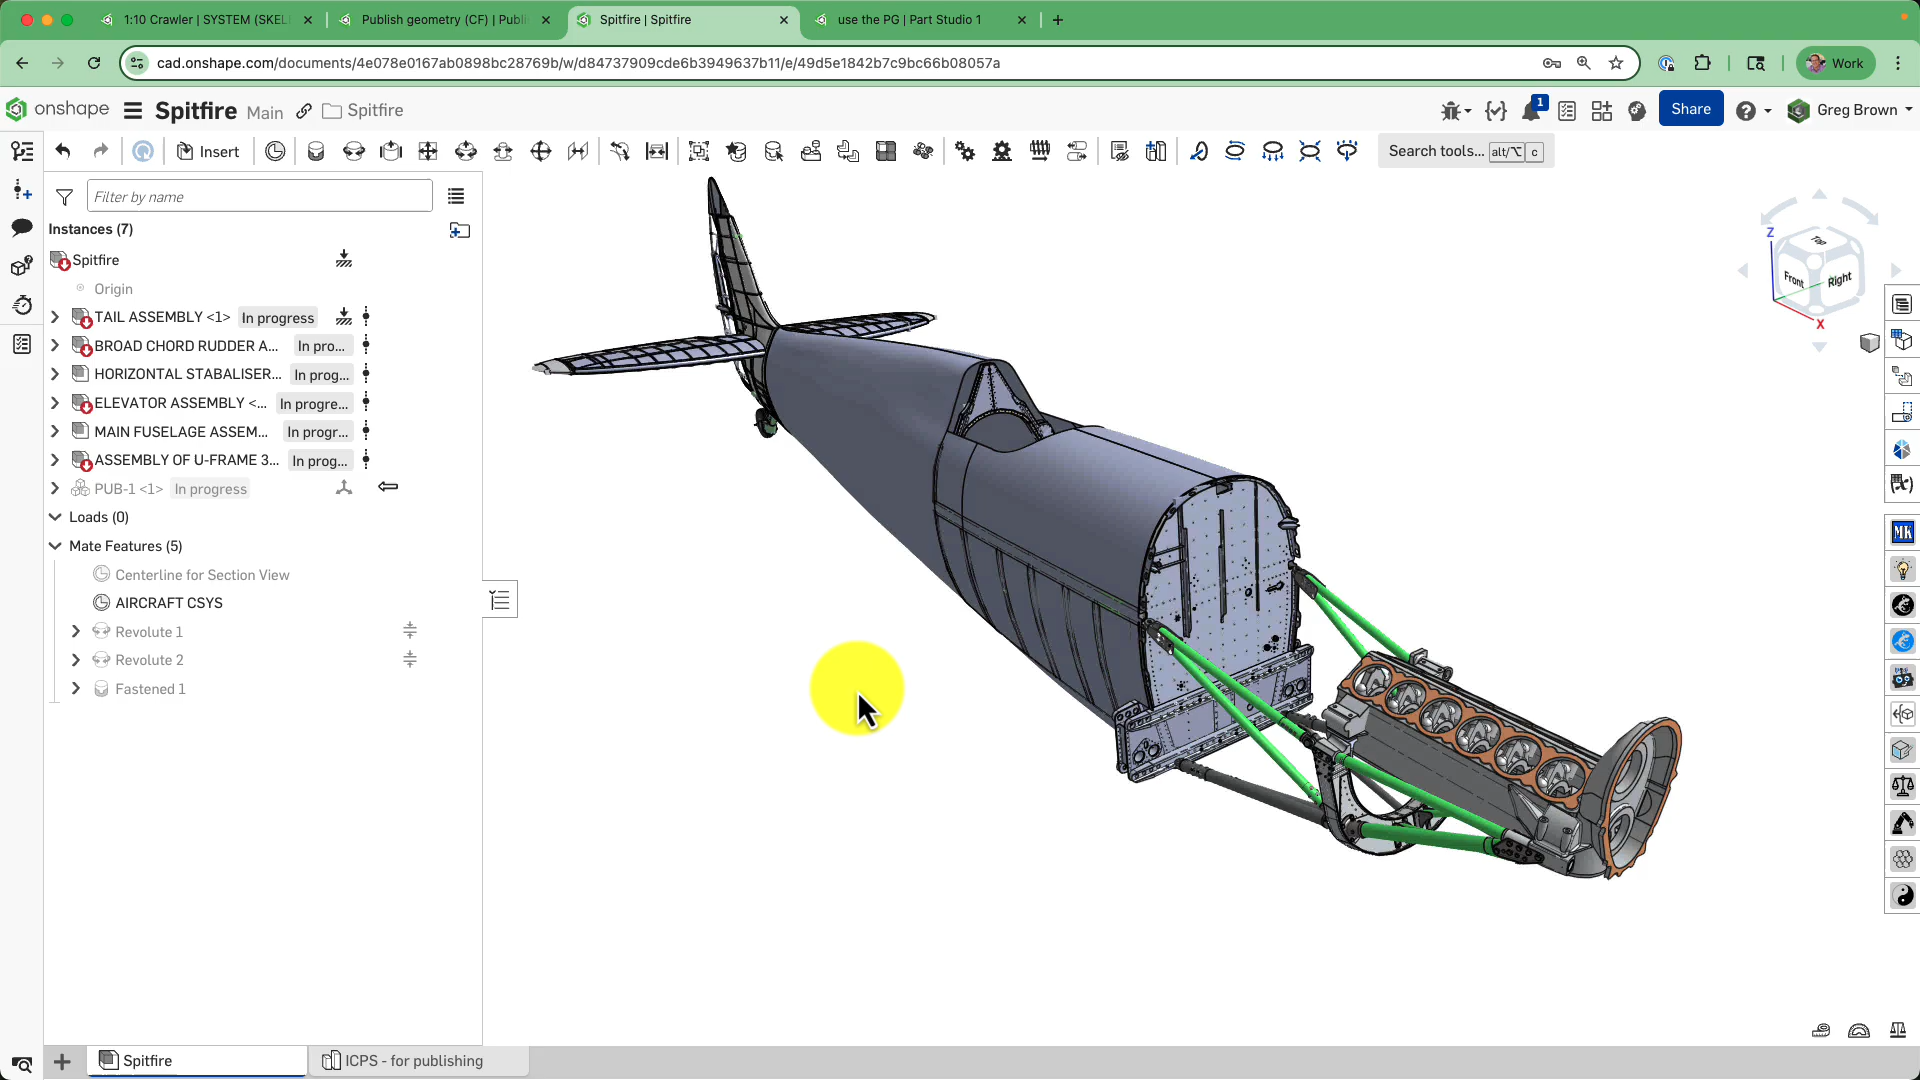 1:10 Crawler | SYSTEM (SKEL
Publish geometry (CF) | Publi
Spitfire | Spitfire
use the PG | Part Studio 1
cad.onshape.com/documents/4e078e0167ab0898bc28769b/w/d84737909cde6b3949637b11/e/49d5e1842b7c9bc66b08057a
Work
onshape
Spitfire Main
Spitfire
1
Share
Greg Brown
Insert
Search tools... alt/⌥ c
Filter by name
Instances (7)
Spitfire
Origin
TAIL ASSEMBLY <1> In progress
BROAD CHORD RUDDER A... In pro...
HORIZONTAL STABALISER... In prog...
ELEVATOR ASSEMBLY <... In progre...
MAIN FUSELAGE ASSEM... In progr...
ASSEMBLY OF U-FRAME 3... In prog...
PUB-1 <1> In progress
Loads (0)
Mate Features (5)
Centerline for Section View
AIRCRAFT CSYS
Revolute 1
Revolute 2
Fastened 1
Z
Top
Front
Right
X
MK
Spitfire
ICPS - for publishing